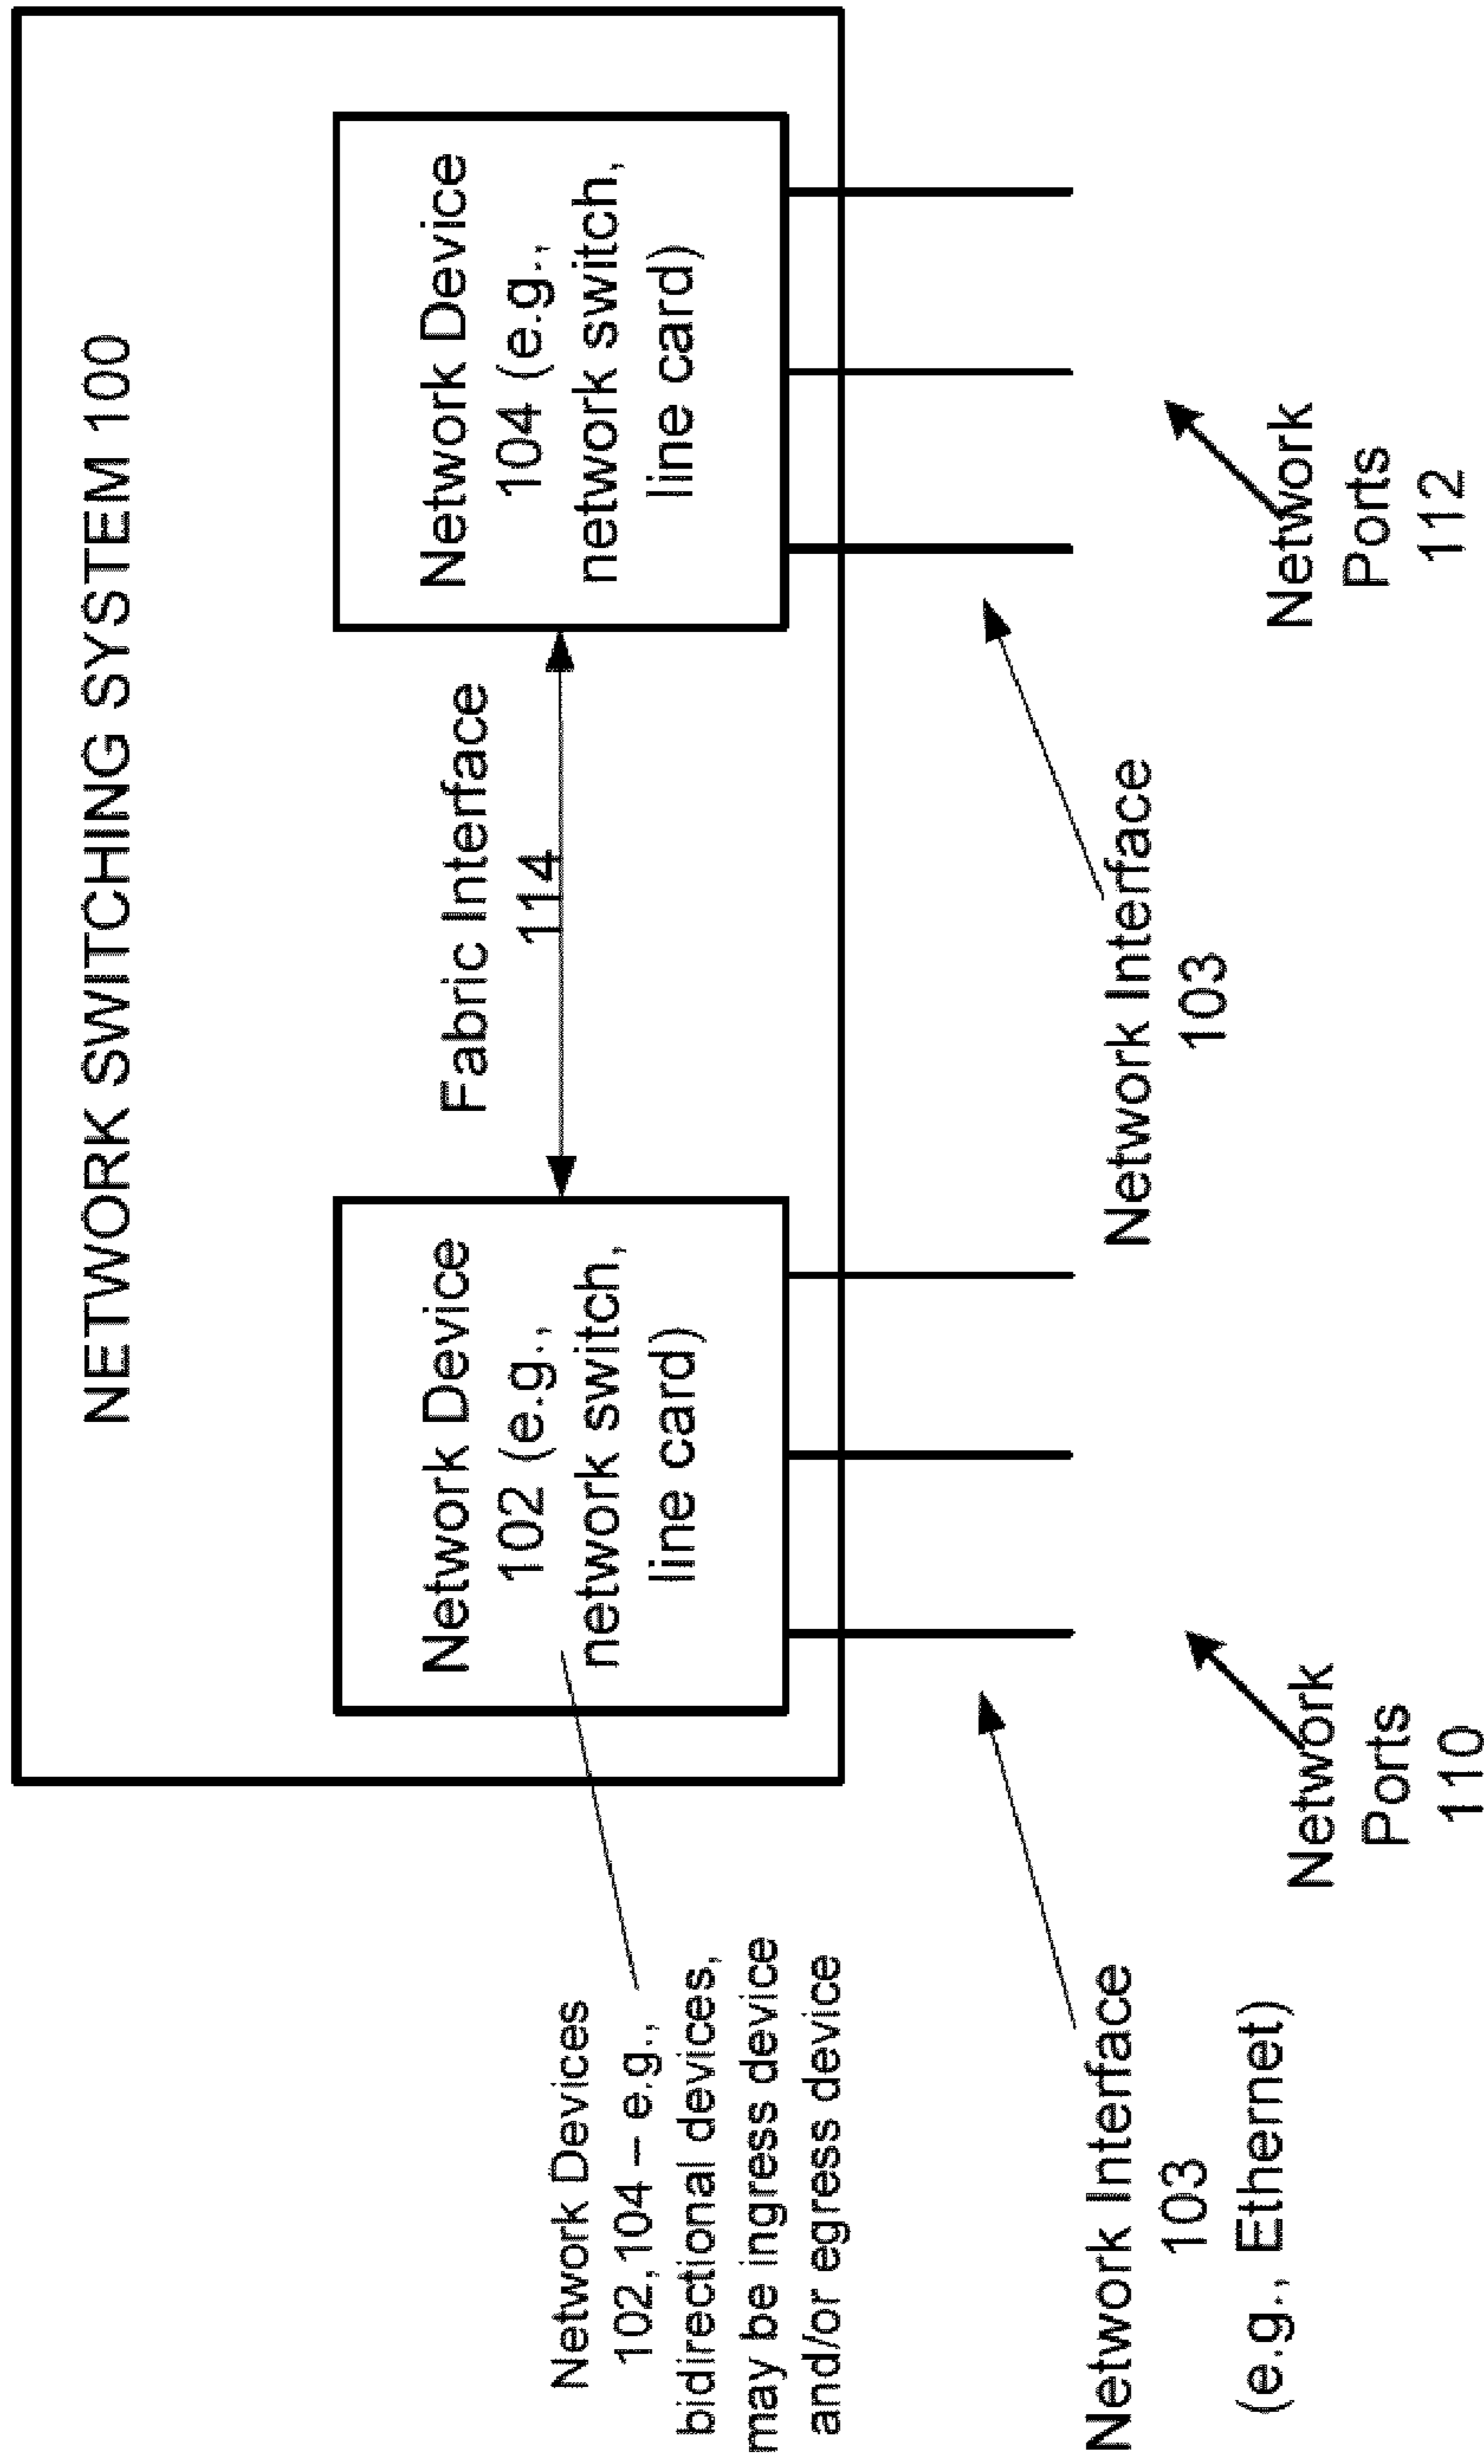 NETWORK SWITCHING SYSTEM 100
Network Device
102 (e.g.,
network switch,
line card)
Fabric Interface
114
Network Device
104 (e.g.,
network switch,
line card)
Network Devices
102,104 – e.g.,
bidirectional devices,
may be ingress device
and/or egress device
Network Interface
103
(e.g., Ethernet)
Network
Ports
110
Network Interface
103
Network
Ports
112